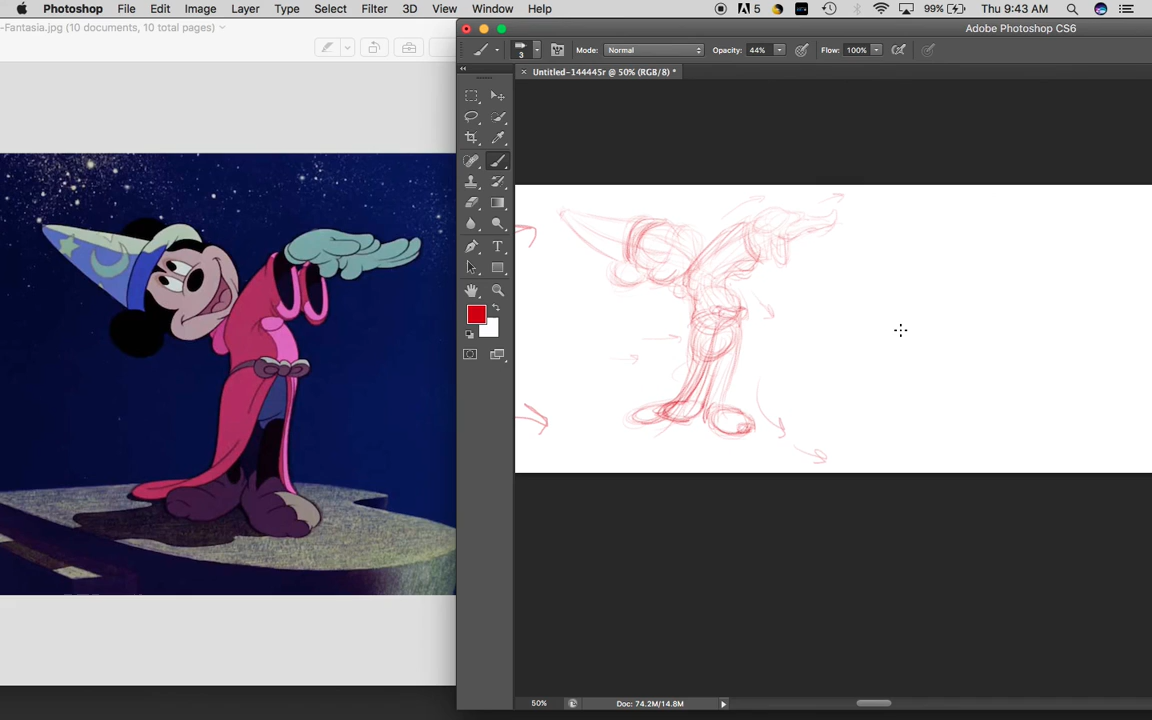 Photoshop File Edit Image Layer Type Select Filter 3D View Window Help 5 99% Thu 9:43 AM
-Fantasia.jpg (10 documents, 10 total pages)
Adobe Photoshop CS6
3 Mode: Normal Opacity: 44% Flow: 100%
Untitled-144445r @ 50% (RGB/8) *
50% Doc: 74.2M/14.8M